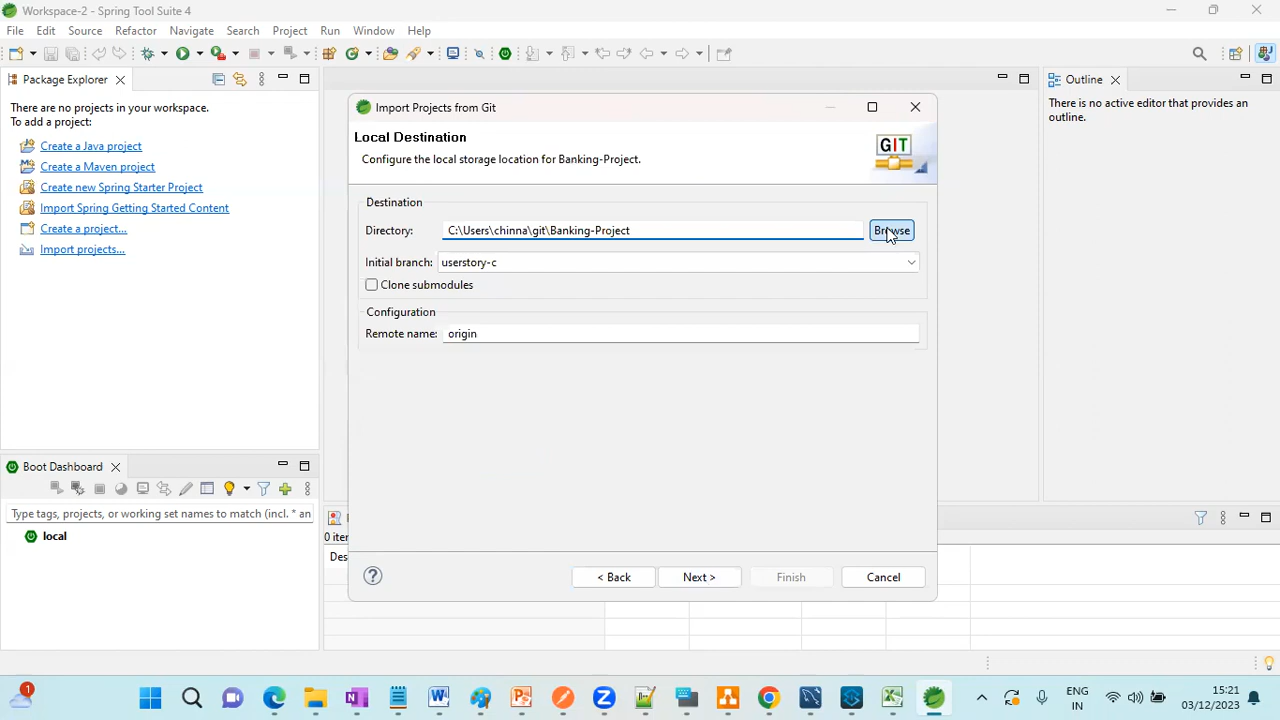 Workspace-2 - Spring Tool Suite 4
File Edit Source Refactor Navigate Search Project Run Window Help
Package Explorer
There are no projects in your workspace.
To add a project:
Create a Java project
Create a Maven project
Create new Spring Starter Project
Import Spring Getting Started Content
Create a project...
Import projects...
Import Projects from Git
Local Destination
Configure the local storage location for Banking-Project.
GIT
Destination
Directory: C:\Users\chinna\git\Banking-Project Browse
Initial branch: userstory-c
Clone submodules
Configuration
Remote name: origin
< Back Next > Finish Cancel
Outline
There is no active editor that provides an
outline.
Boot Dashboard
Type tags, projects, or working set names to match (incl. * an
local
0 iter
Des
1
ENG
IN
15:21
03/12/2023